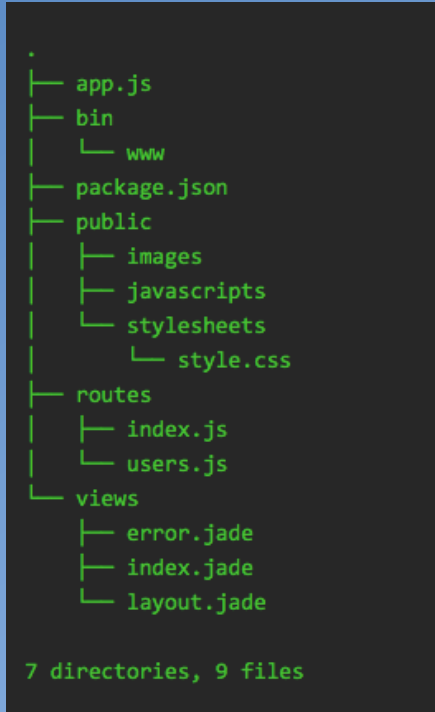 .
├── app.js
├── bin
│   └── www
├── package.json
├── public
│   ├── images
│   ├── javascripts
│   └── stylesheets
│       └── style.css
├── routes
│   ├── index.js
│   └── users.js
└── views
    ├── error.jade
    ├── index.jade
    └── layout.jade
7 directories, 9 files